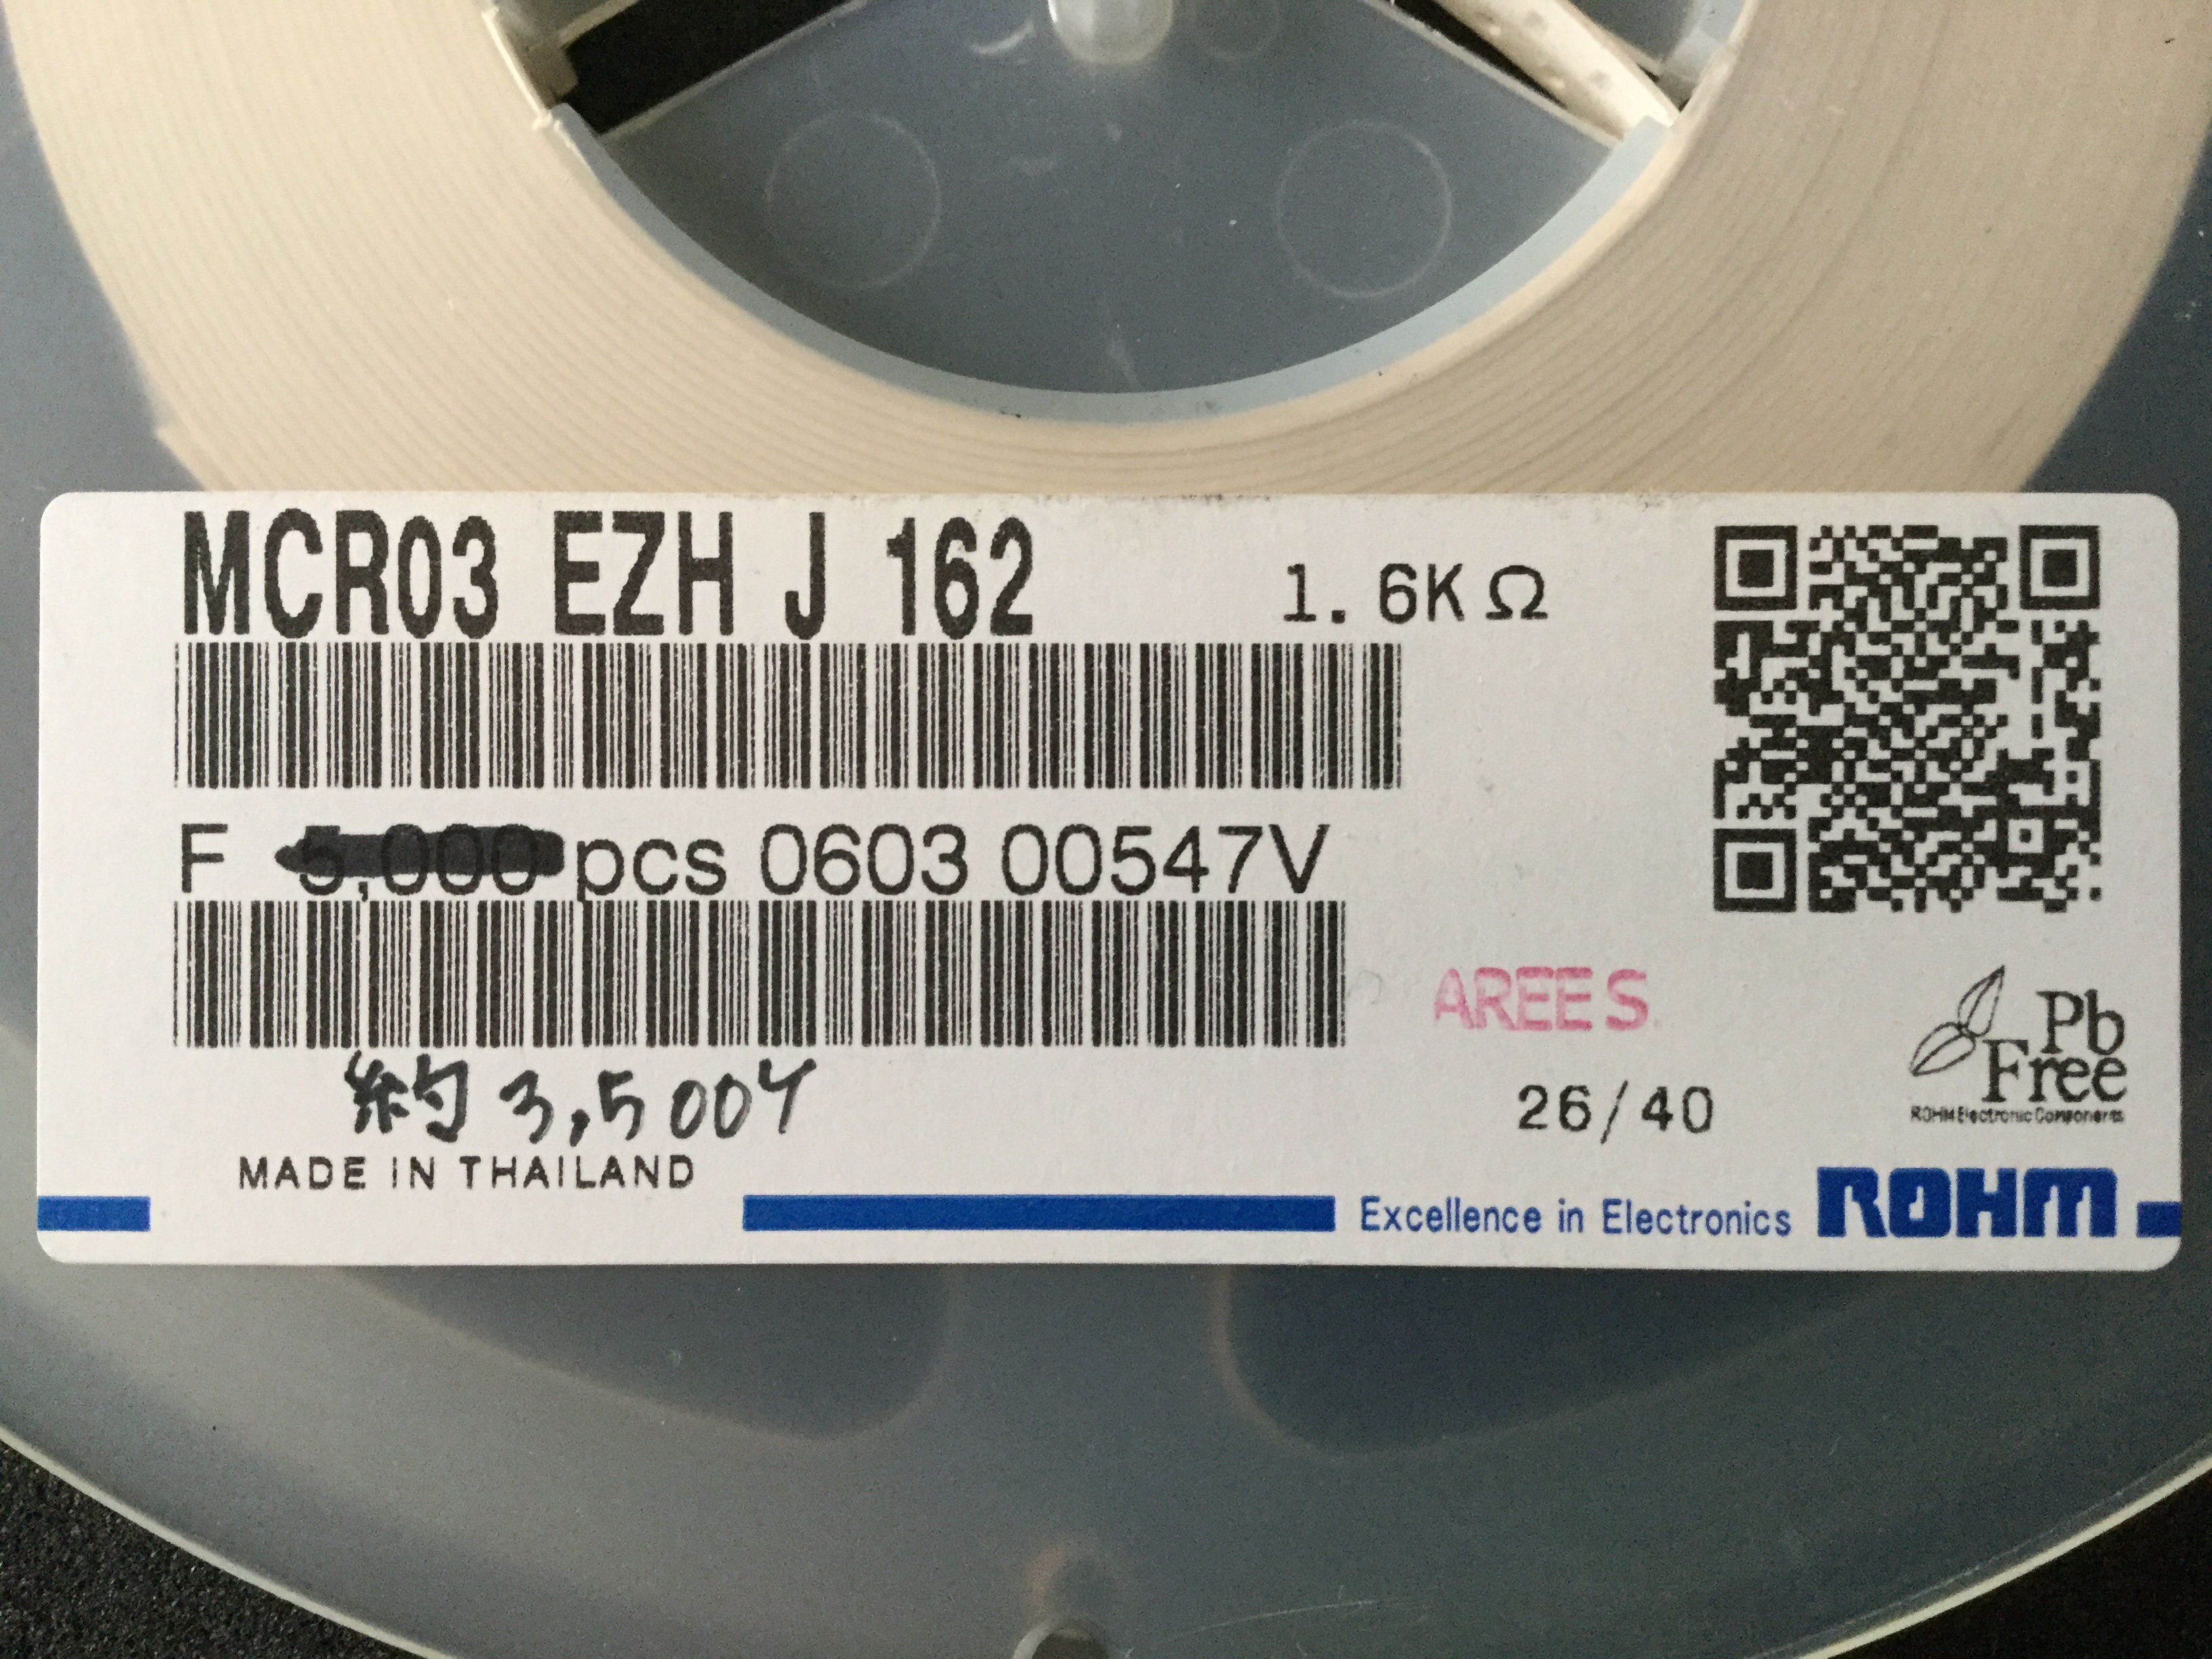 MCR03 EZH J 162 1.6KΩ
F 5,000 pcs 0603 00547V
AREES
Pb
Free
ROHM Electronic Components
約3,500ケ
26/40
MADE IN THAILAND
Excellence in Electronics ROHM